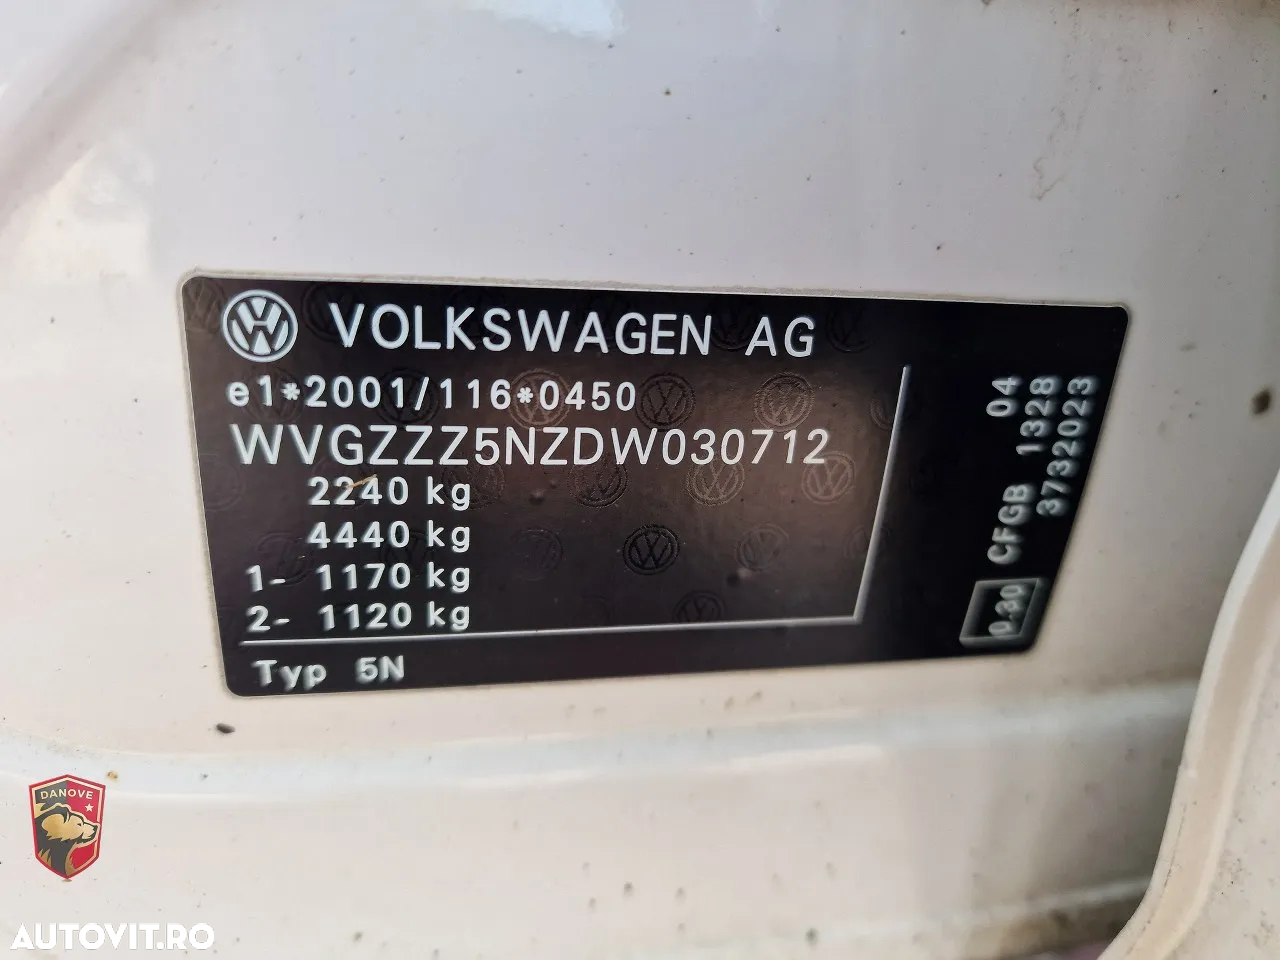 VOLKSWAGEN AG
e1*2001/116*0450
WVGZZZ5NZDW030712
2240 kg
4440 kg
1- 1170 kg
2- 1120 kg
Typ 5N
0.30 CFGB 1328 04
3732023
DANOVE
AUTOVIT.RO